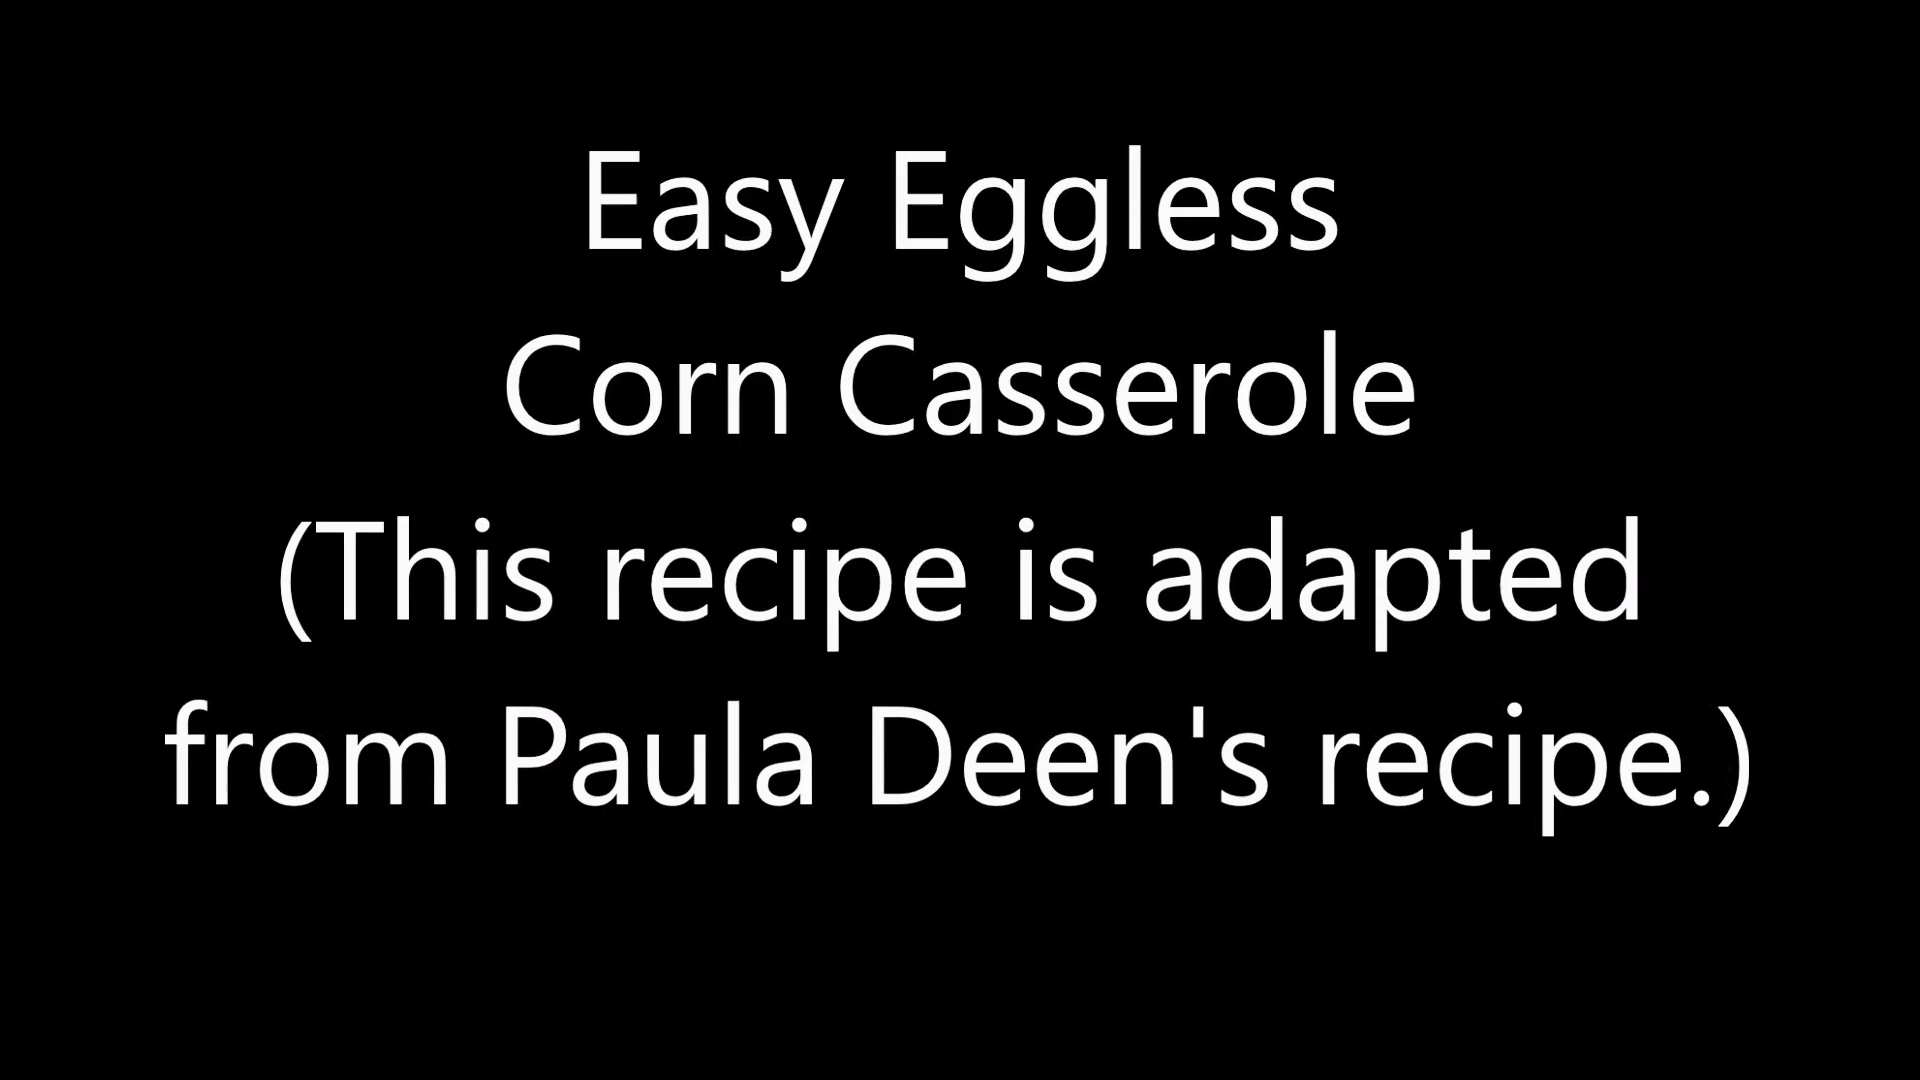 Easy Eggless
Corn Casserole
(This recipe is adapted
from Paula Deen's recipe.)